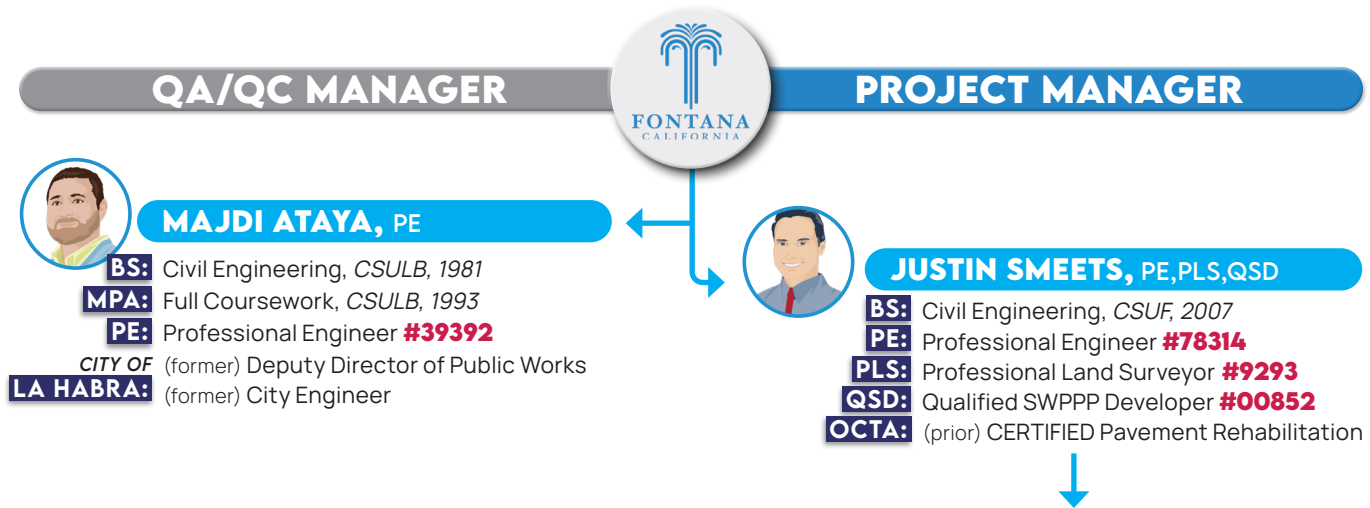 QA/QC MANAGER
FONTANA
CALIFORNIA
PROJECT MANAGER
MAJDI ATAYA, PE
BS: Civil Engineering, CSULB, 1981
MPA: Full Coursework, CSULB, 1993
PE: Professional Engineer #39392
CITY OF (former) Deputy Director of Public Works
LA HABRA: (former) City Engineer
JUSTIN SMEETS, PE,PLS,QSD
BS: Civil Engineering, CSUF, 2007
PE: Professional Engineer #78314
PLS: Professional Land Surveyor #9293
QSD: Qualified SWPPP Developer #00852
OCTA: (prior) CERTIFIED Pavement Rehabilitation